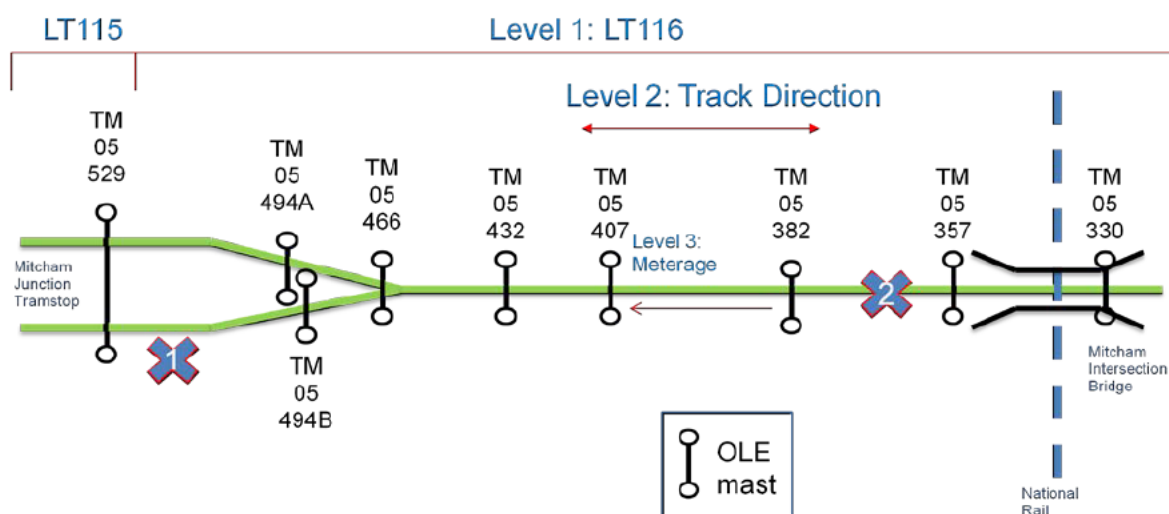 LT115
Level 1: LT116
Level 2: Track Direction
TM
05
529
TM
05
494A
TM
05
466
TM
05
432
TM
05
407
TM
05
382
TM
05
357
TM
05
330
Level 3:
Meterage
Mitcham
Junction
Tramstop
1
2
TM
05
494B
Mitcham
Intersection
Bridge
OLE
mast
National
Rail